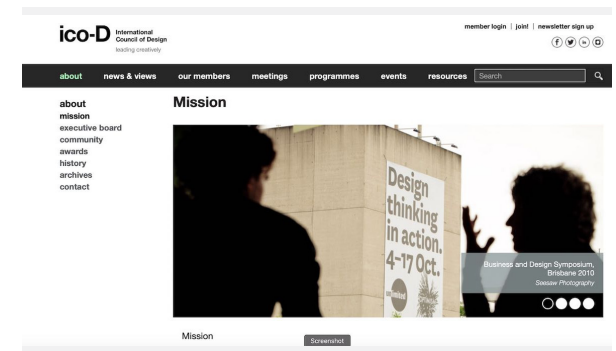 ico-D International
Council of Design
leading creatively
member login | join! | newsletter sign up
about news & views our members meetings programmes events resources Search
about
mission
executive board
community
awards
history
archives
contact
Mission
Design
thinking
in action.
4–17 Oct.
unlimited
Business and Design Symposium,
Brisbane 2010
Seesaw Photography
Mission
Screenshot